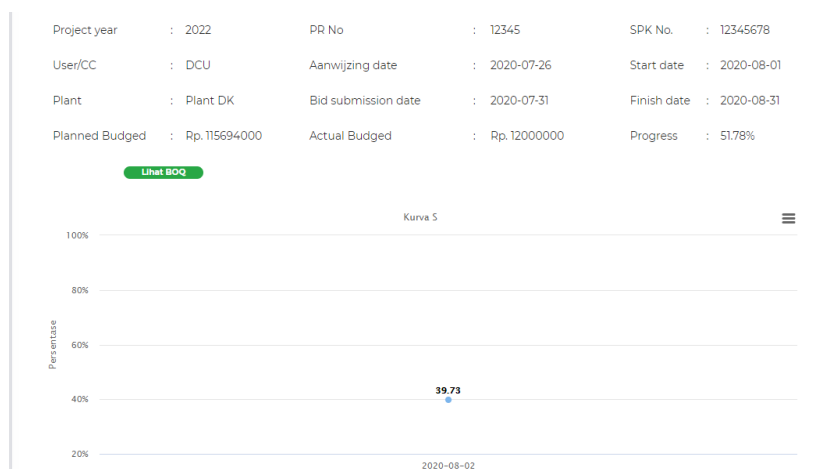 Project year : 2022 PR No : 12345 SPK No. : 12345678
User/CC : DCU Aanwijzing date : 2020-07-26 Start date : 2020-08-01
Plant : Plant DK Bid submission date : 2020-07-31 Finish date : 2020-08-31
Planned Budged : Rp. 115694000 Actual Budged : Rp. 12000000 Progress : 51.78%
Lihat BOQ
Kurva S
100%
80%
Persentase
60%
39.73
40%
20%
2020-08-02